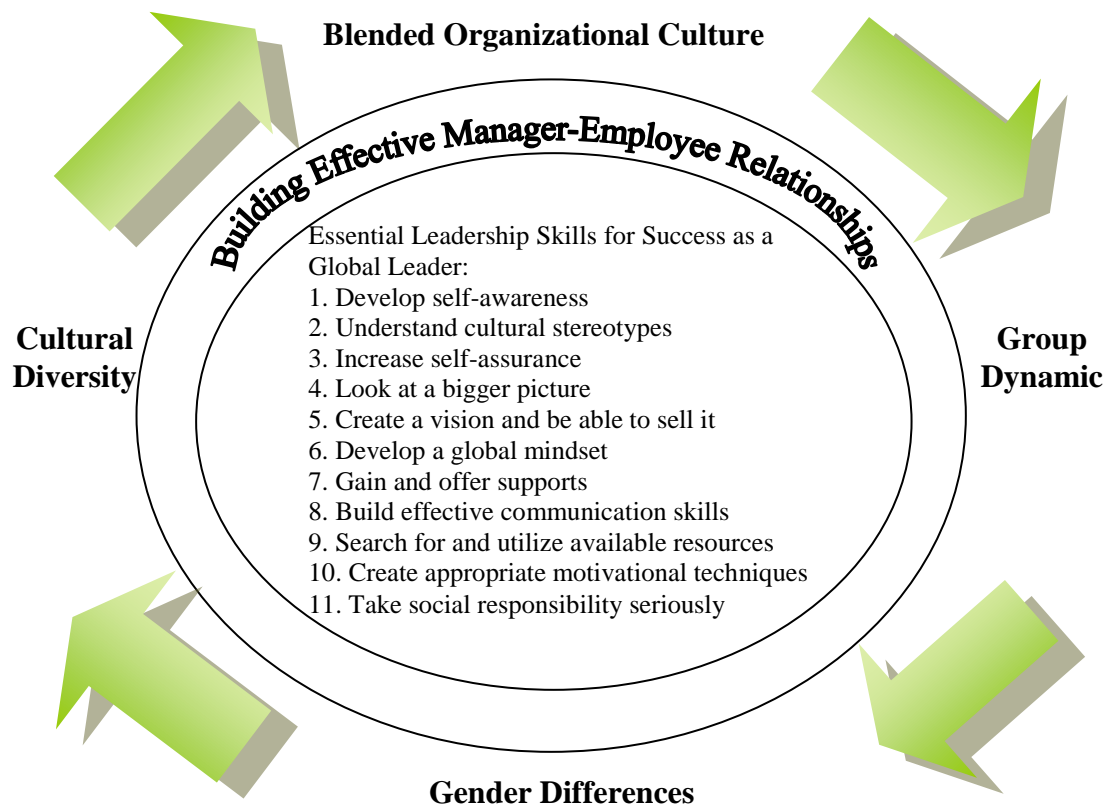 Blended Organizational Culture
Building Effective Manager-Employee Relationships
Essential Leadership Skills for Success as a
Global Leader:
1. Develop self-awareness
2. Understand cultural stereotypes
3. Increase self-assurance
4. Look at a bigger picture
5. Create a vision and be able to sell it
6. Develop a global mindset
7. Gain and offer supports
8. Build effective communication skills
9. Search for and utilize available resources
10. Create appropriate motivational techniques
11. Take social responsibility seriously
Cultural
Diversity
Group
Dynamic
Gender Differences